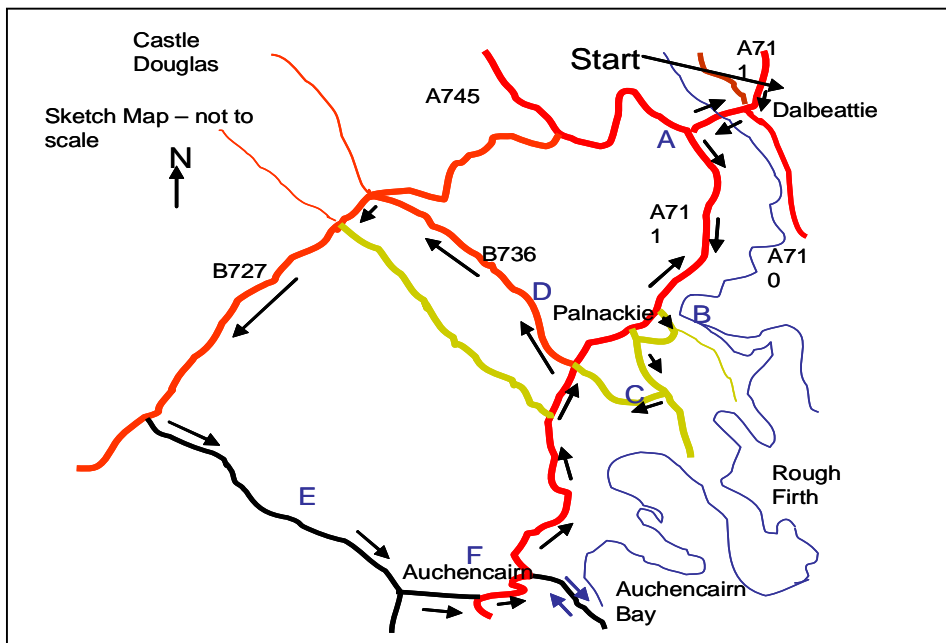 Castle
Douglas
Start
A71
1
A745
Dalbeattie
Sketch Map – not to
scale
N
A
A71
1
B727
B736
A71
0
D
Palnackie
B
C
Rough
Firth
E
F
Auchencairn
Auchencairn
Bay